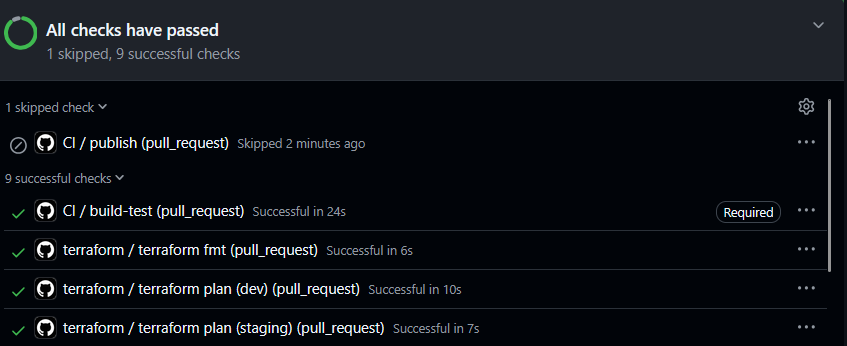 All checks have passed
1 skipped, 9 successful checks
1 skipped check
CI / publish (pull_request) Skipped 2 minutes ago
9 successful checks
CI / build-test (pull_request) Successful in 24s Required
terraform / terraform fmt (pull_request) Successful in 6s
terraform / terraform plan (dev) (pull_request) Successful in 10s
terraform / terraform plan (staging) (pull_request) Successful in 7s